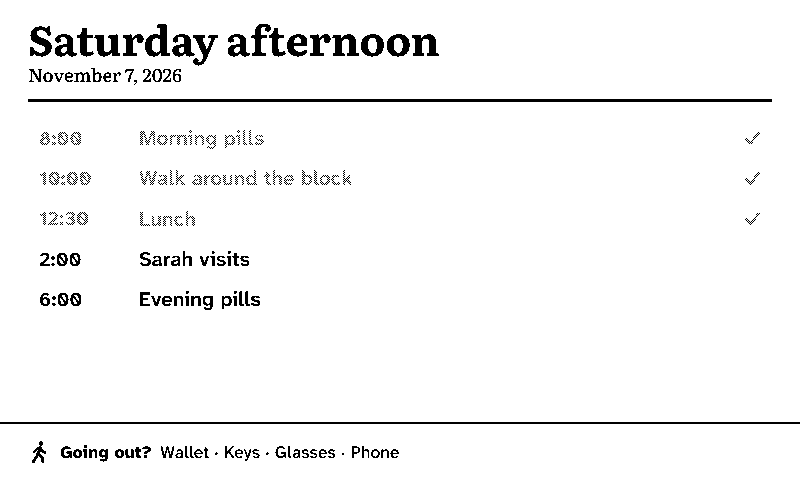 Saturday afternoon
November 7, 2026
8:00 Morning pills ✓
10:00 Walk around the block ✓
12:30 Lunch ✓
2:00 Sarah visits
6:00 Evening pills
Going out? Wallet · Keys · Glasses · Phone